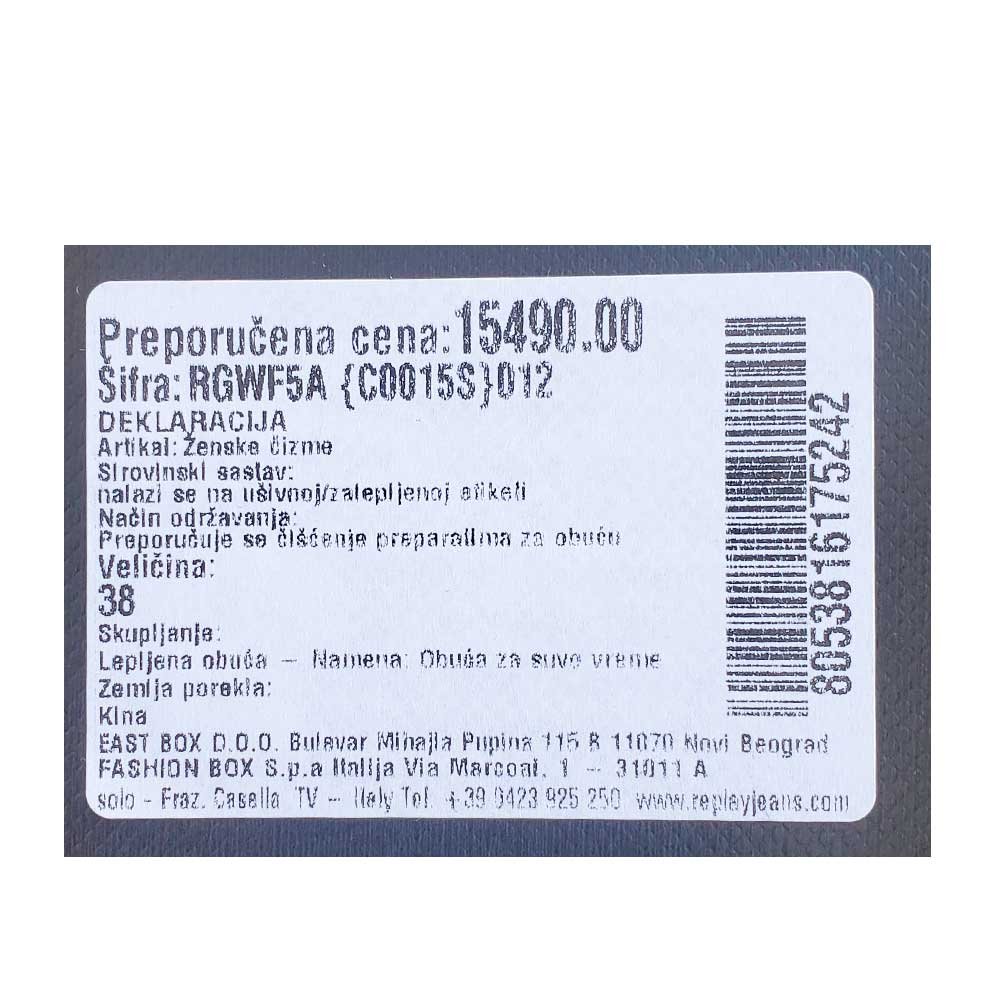 Preporučena cena:15490.00
Šifra: RGWF5A {C0015S}012
DEKLARACIJA
Artikal: Ženske čizme
Sirovinski sastav:
nalazi se na ušivnoj/zalepljenoj etiketi
Način održavanja:
Preporučuje se čišćenje preparatima za obuću
Veličina:
38
Skupljanje:
Lepljena obuća – Namena: Obuća za suvo vreme
Zemlja porekla:
Kina
EAST BOX D.O.O. Bulevar Mihajla Pupina 115 B 11070 Novi Beograd
FASHION BOX S.p.a Italija Via Marcoai, 1 – 31011 A
solo - Fraz. Casella TV – Italy Tel. +39 0423 925 250 www.replayjeans.com